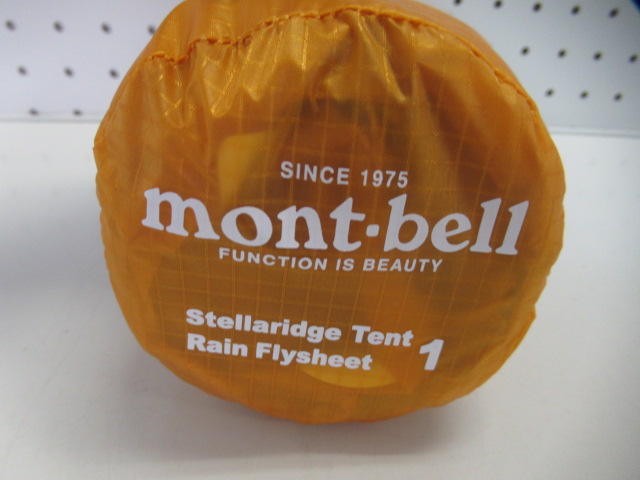 SINCE 1975
mont·bell
FUNCTION IS BEAUTY
Stellaridge Tent
Rain Flysheet 1